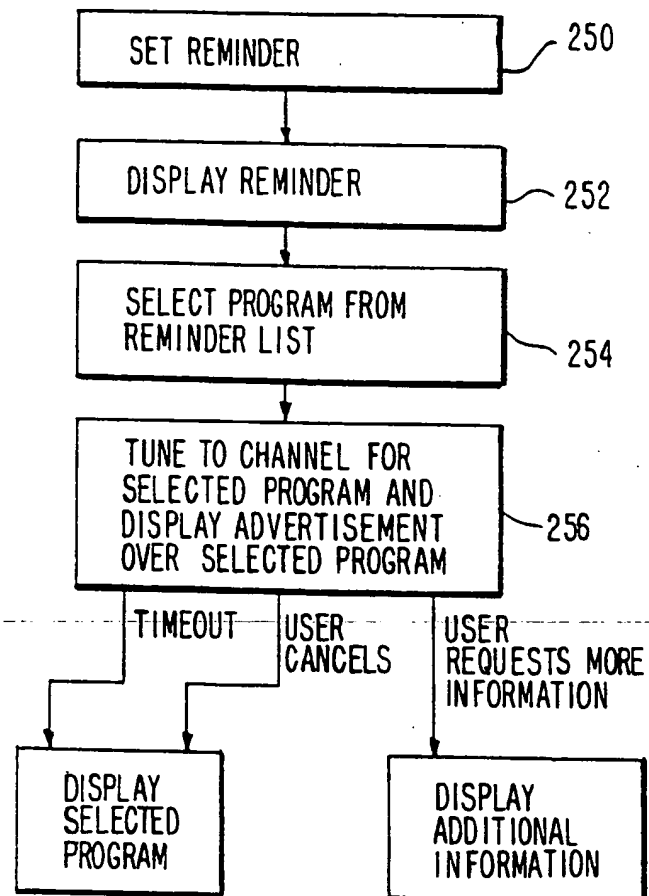 SET REMINDER
250
DISPLAY REMINDER
252
SELECT PROGRAM FROM
REMINDER LIST
254
TUNE TO CHANNEL FOR
SELECTED PROGRAM AND
DISPLAY ADVERTISEMENT
OVER SELECTED PROGRAM
256
TIMEOUT
USER
CANCELS
USER
REQUESTS MORE
INFORMATION
DISPLAY
SELECTED
PROGRAM
DISPLAY
ADDITIONAL
INFORMATION